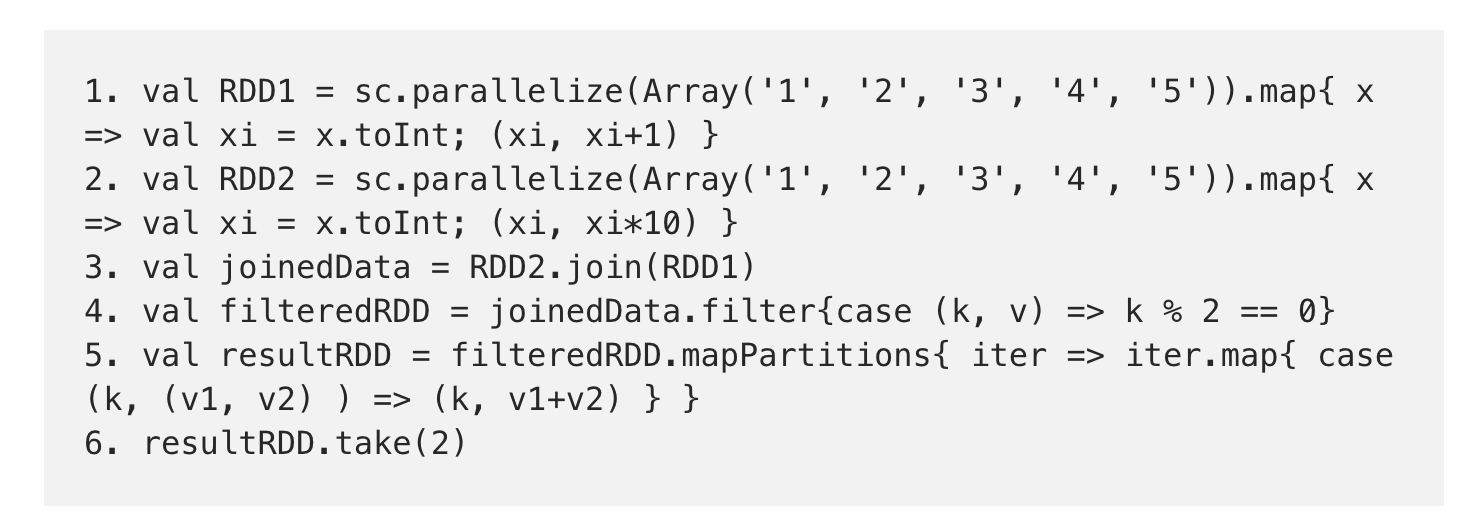 1. val RDD1 = sc.parallelize(Array('1', '2', '3', '4', '5')).map{ x
=> val xi = x.toInt; (xi, xi+1) }
2. val RDD2 = sc.parallelize(Array('1', '2', '3', '4', '5')).map{ x
=> val xi = x.toInt; (xi, xi*10) }
3. val joinedData = RDD2.join(RDD1)
4. val filteredRDD = joinedData.filter{case (k, v) => k % 2 == 0}
5. val resultRDD = filteredRDD.mapPartitions{ iter => iter.map{ case
(k, (v1, v2) ) => (k, v1+v2) } }
6. resultRDD.take(2)